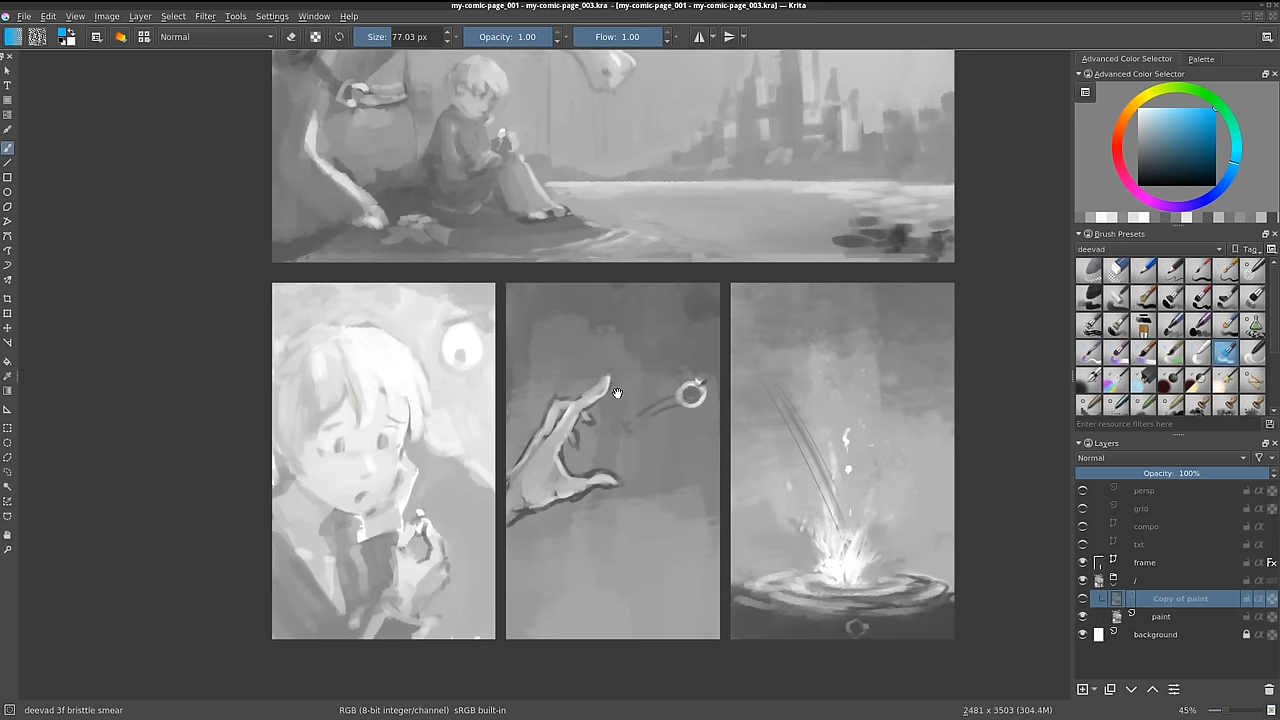 my-comic-page_001 - my-comic-page_003.kra - [my-comic-page_001 - my-comic-page_003.kra] — Krita
File Edit View Image Layer Select Filter Tools Settings Window Help
Normal Size: 77.03 px Opacity: 1.00 Flow: 1.00
Advanced Color Selector Palette
Advanced Color Selector
Brush Presets
deevad Tag
Enter resource filters here
Layers
Normal
Opacity: 100%
persp
grid
compo
txt
frame
/
Copy of paint
paint
background
deevad 3f bristtle smear RGB (8-bit integer/channel) sRGB built-in 2481 x 3503 (304.4M) 45%